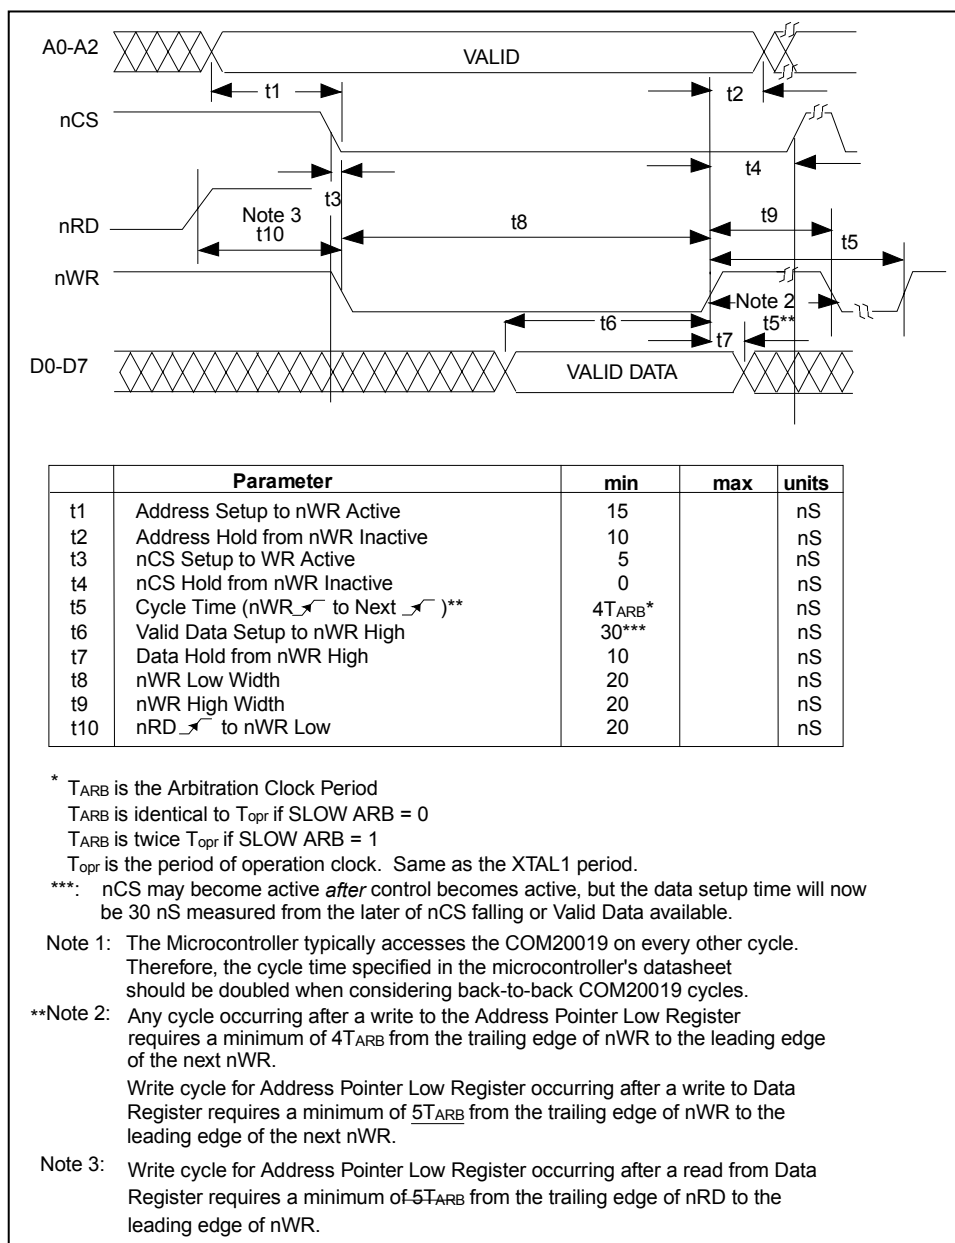 A0-A2
VALID
t1
t2
nCS
t4
t3
nRD
Note 3
t10
t8
t9
t5
nWR
Note 2
t6
t5**
t7
D0-D7
VALID DATA
Parameter min max units
t1 Address Setup to nWR Active 15 nS
t2 Address Hold from nWR Inactive 10 nS
t3 nCS Setup to WR Active 5 nS
t4 nCS Hold from nWR Inactive 0 nS
t5 Cycle Time (nWR to Next )** 4TARB* nS
t6 Valid Data Setup to nWR High 30*** nS
t7 Data Hold from nWR High 10 nS
t8 nWR Low Width 20 nS
t9 nWR High Width 20 nS
t10 nRD to nWR Low 20 nS
* TARB is the Arbitration Clock Period
TARB is identical to Topr if SLOW ARB = 0
TARB is twice Topr if SLOW ARB = 1
Topr is the period of operation clock. Same as the XTAL1 period.
***: nCS may become active after control becomes active, but the data setup time will now
be 30 nS measured from the later of nCS falling or Valid Data available.
Note 1: The Microcontroller typically accesses the COM20019 on every other cycle.
Therefore, the cycle time specified in the microcontroller's datasheet
should be doubled when considering back-to-back COM20019 cycles.
**Note 2: Any cycle occurring after a write to the Address Pointer Low Register
requires a minimum of 4TARB from the trailing edge of nWR to the leading edge
of the next nWR.
Write cycle for Address Pointer Low Register occurring after a write to Data
Register requires a minimum of 5TARB from the trailing edge of nWR to the
leading edge of the next nWR.
Note 3: Write cycle for Address Pointer Low Register occurring after a read from Data
Register requires a minimum of 5TARB from the trailing edge of nRD to the
leading edge of nWR.